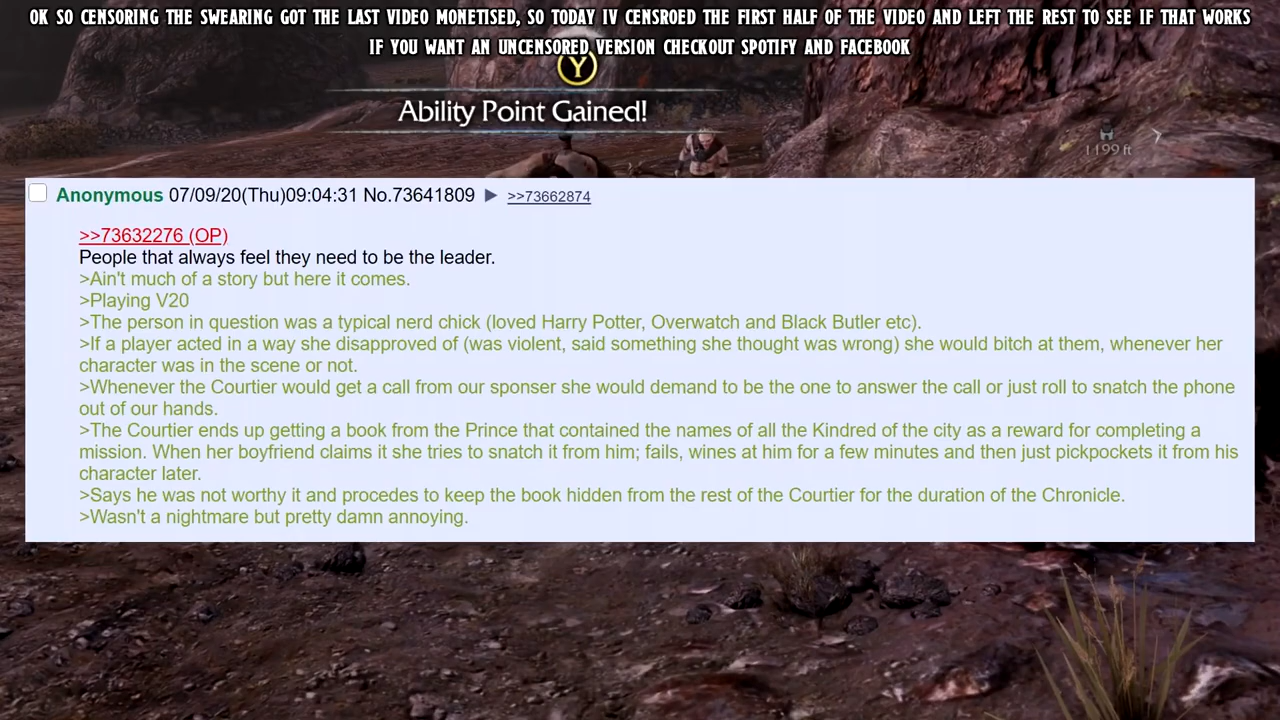 OK SO CENSORING THE SWEARING GOT THE LAST VIDEO MONETISED, SO TODAY IV CENSROED THE FIRST HALF OF THE VIDEO AND LEFT THE REST TO SEE IF THAT WORKS
IF YOU WANT AN UNCENSORED VERSION CHECKOUT SPOTIFY AND FACEBOOK
Y
Ability Point Gained!
1199 ft
Anonymous 07/09/20(Thu)09:04:31 No.73641809 ▶ >>73662874
>>73632276 (OP)
People that always feel they need to be the leader.
>Ain't much of a story but here it comes.
>Playing V20
>The person in question was a typical nerd chick (loved Harry Potter, Overwatch and Black Butler etc).
>If a player acted in a way she disapproved of (was violent, said something she thought was wrong) she would bitch at them, whenever her
character was in the scene or not.
>Whenever the Courtier would get a call from our sponser she would demand to be the one to answer the call or just roll to snatch the phone
out of our hands.
>The Courtier ends up getting a book from the Prince that contained the names of all the Kindred of the city as a reward for completing a
mission. When her boyfriend claims it she tries to snatch it from him; fails, wines at him for a few minutes and then just pickpockets it from his
character later.
>Says he was not worthy it and procedes to keep the book hidden from the rest of the Courtier for the duration of the Chronicle.
>Wasn't a nightmare but pretty damn annoying.